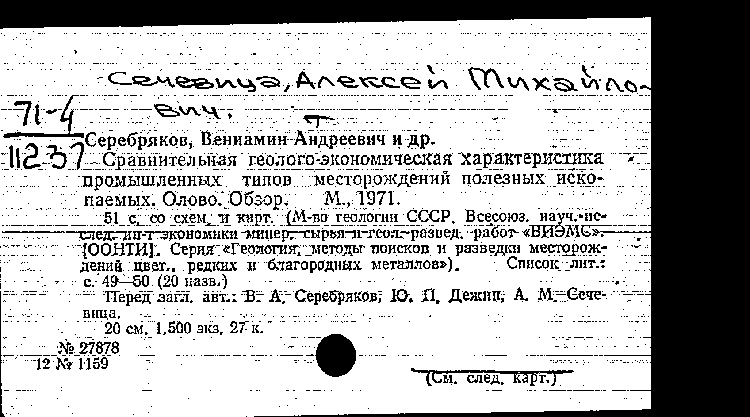 Сечевица, Алексей Михайло-
вич.
71-4
11237
Серебряков, Вениамин Андреевич и др.
Сравнительная геолого-экономическая характеристика
промышленных типов месторождений полезных иско-
паемых. Олово. Обзор. М., 1971.
51 с. со схем. и карт. (М-во геологии СССР. Всесоюз. науч.-ис-
след. ин-т экономики минер. сырья и геол.-развед. работ «ВИЭМС».
[ООНТИ]. Серия «Геология, методы поисков и разведки месторож-
дений цвет., редких и благородных металлов»). Список лит.:
с. 49—50 (20 назв.)
Перед загл. авт.: В. А. Серебряков, Ю. П. Дежин, А. М. Сече-
вица.
20 см. 1.500 экз. 27 к.
№ 27878
12 № 1159
(См. след. карт.)